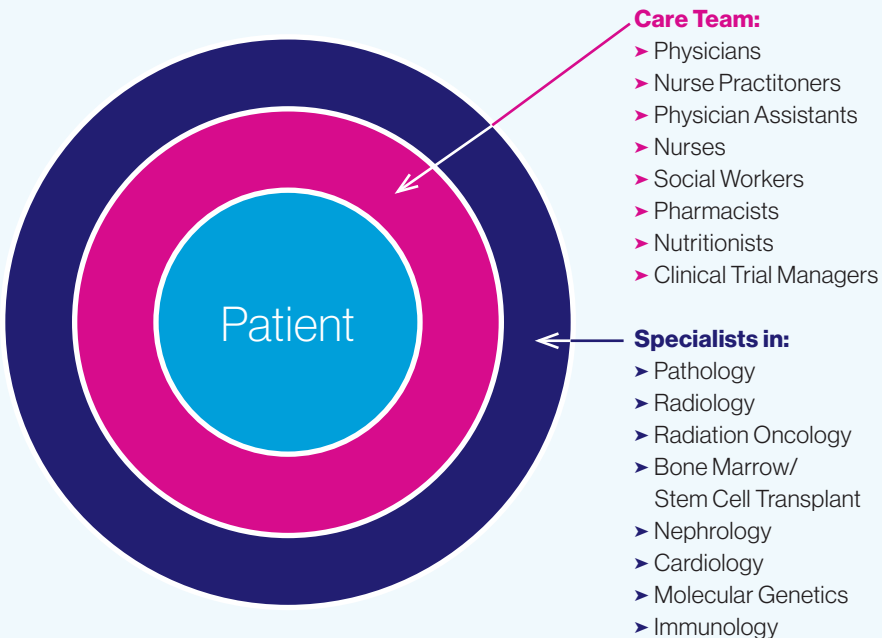 Patient
Care Team:
➤ Physicians
➤ Nurse Practitoners
➤ Physician Assistants
➤ Nurses
➤ Social Workers
➤ Pharmacists
➤ Nutritionists
➤ Clinical Trial Managers
Specialists in:
➤ Pathology
➤ Radiology
➤ Radiation Oncology
➤ Bone Marrow/
Stem Cell Transplant
➤ Nephrology
➤ Cardiology
➤ Molecular Genetics
➤ Immunology